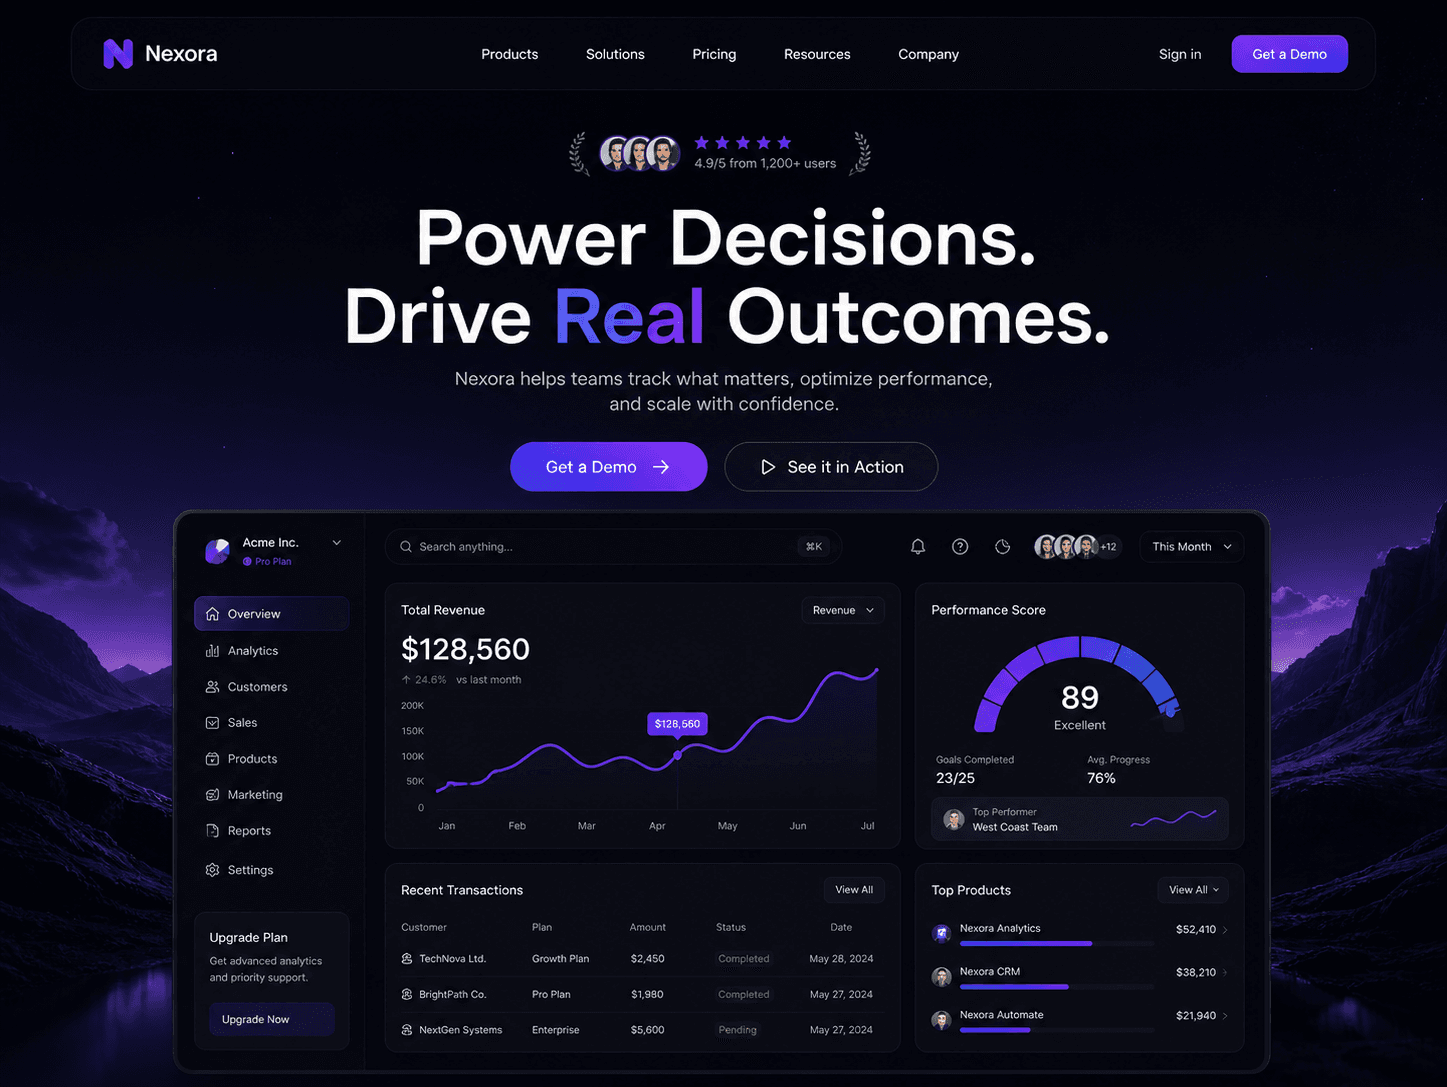 Nexora
Products
Solutions
Pricing
Resources
Company
Sign in
Get a Demo
4.9/5 from 1,200+ users
Power Decisions.
Drive Real Outcomes.
Nexora helps teams track what matters, optimize performance,
and scale with confidence.
Get a Demo
See it in Action
Acme Inc.
Pro Plan
Search anything...
⌘K
+12
This Month
Overview
Analytics
Customers
Sales
Products
Marketing
Reports
Settings
Upgrade Plan
Get advanced analytics
and priority support.
Upgrade Now
Total Revenue
Revenue
$128,560
↑ 24.6% vs last month
200K
150K
100K
50K
0
$128,560
Jan Feb Mar Apr May Jun Jul
Performance Score
89
Excellent
Goals Completed
23/25
Avg. Progress
76%
Top Performer
West Coast Team
Recent Transactions
View All
Customer Plan Amount Status Date
TechNova Ltd. Growth Plan $2,450 Completed May 28, 2024
BrightPath Co. Pro Plan $1,980 Completed May 27, 2024
NextGen Systems Enterprise $5,600 Pending May 27, 2024
Top Products
View All
Nexora Analytics $52,410
Nexora CRM $38,210
Nexora Automate $21,940